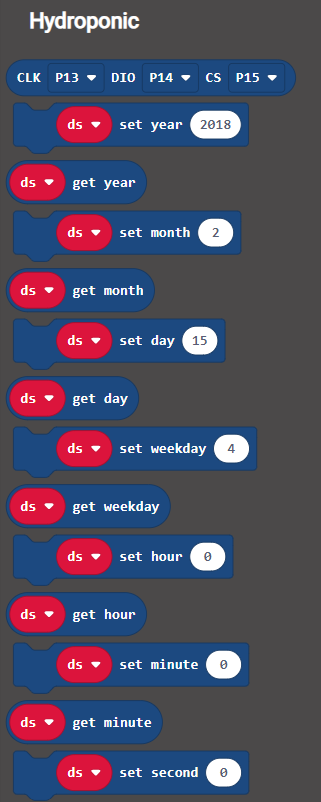 Hydroponic
CLK P13 DIO P14 CS P15
ds set year 2018
ds get year
ds set month 2
ds get month
ds set day 15
ds get day
ds set weekday 4
ds get weekday
ds set hour 0
ds get hour
ds set minute 0
ds get minute
ds set second 0